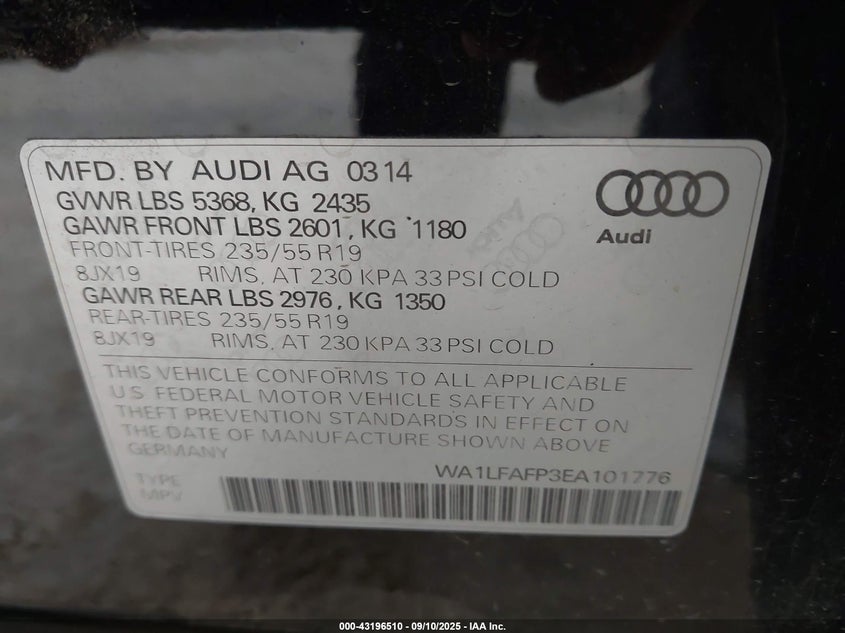 MFD. BY AUDI AG 03 14
GVWR LBS 5368, KG 2435
GAWR FRONT LBS 2601, KG 1180
FRONT-TIRES 235/55 R19
8JX19 RIMS, AT 230 KPA 33 PSI COLD
GAWR REAR LBS 2976, KG 1350
REAR-TIRES 235/55 R19
8JX19 RIMS, AT 230 KPA 33 PSI COLD
Audi
THIS VEHICLE CONFORMS TO ALL APPLICABLE
U.S. FEDERAL MOTOR VEHICLE SAFETY AND
THEFT PREVENTION STANDARDS IN EFFECT ON
THE DATE OF MANUFACTURE SHOWN ABOVE
GERMANY
WA1LFAFP3EA101776
TYPE
MPV
000-43196510 - 09/10/2025 - IAA Inc.